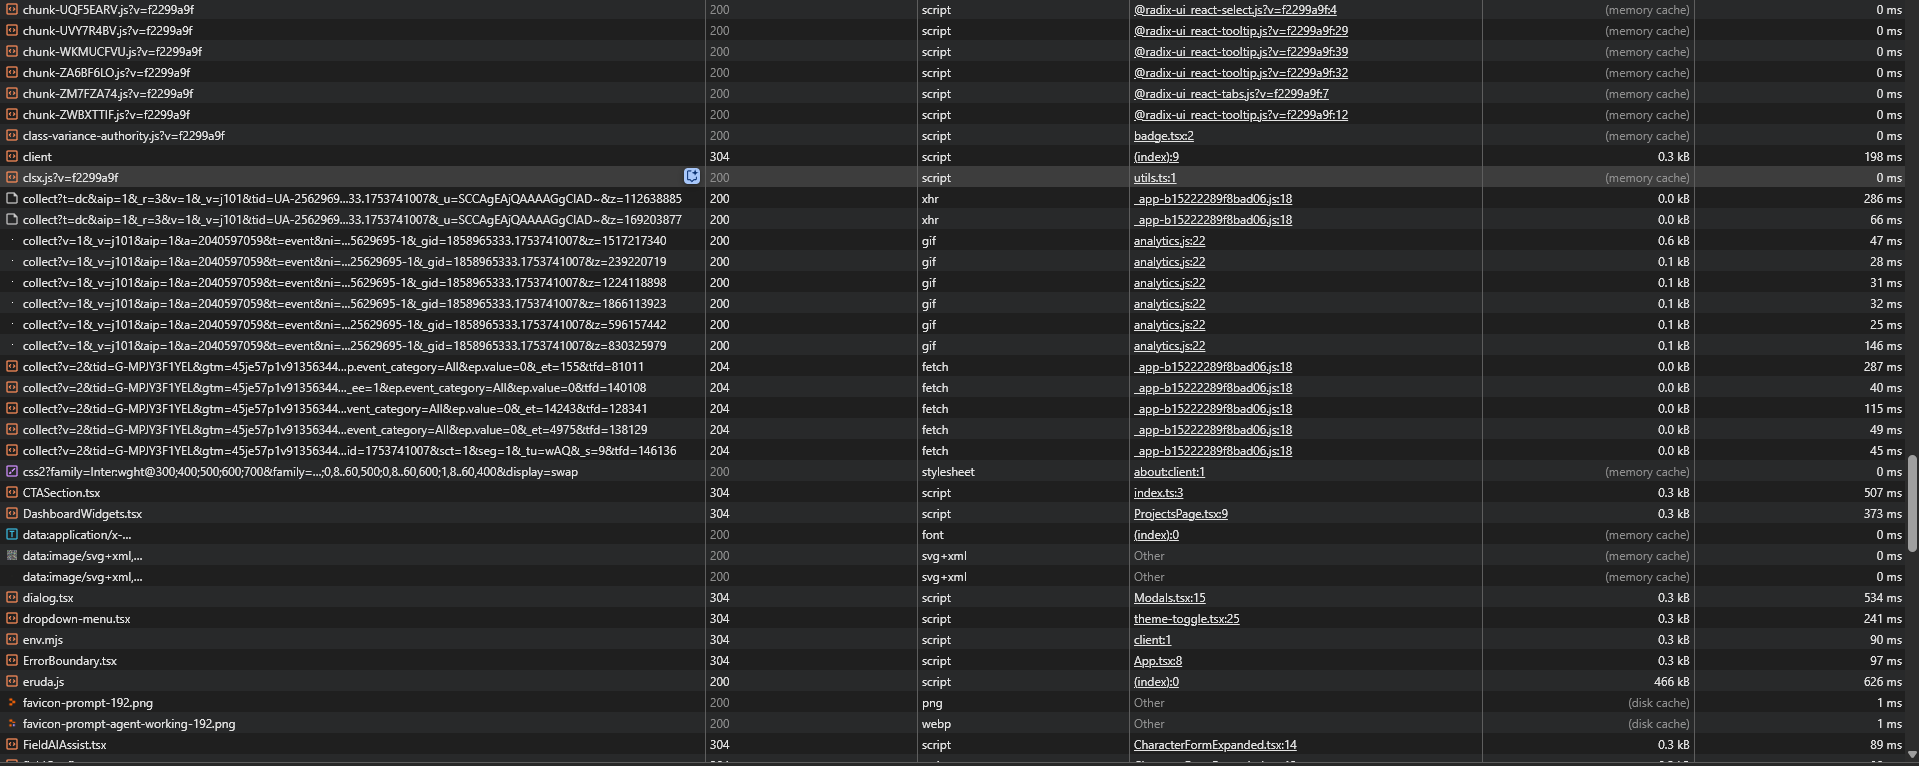 chunk-UQF5EARV.js?v=f2299a9f 200 script @radix-ui_react-select.js?v=f2299a9f:4 (memory cache) 0 ms
chunk-UVY7R4BV.js?v=f2299a9f 200 script @radix-ui_react-tooltip.js?v=f2299a9f:29 (memory cache) 0 ms
chunk-WKMUCFVU.js?v=f2299a9f 200 script @radix-ui_react-tooltip.js?v=f2299a9f:39 (memory cache) 0 ms
chunk-ZA6BF6LO.js?v=f2299a9f 200 script @radix-ui_react-tooltip.js?v=f2299a9f:32 (memory cache) 0 ms
chunk-ZM7FZA74.js?v=f2299a9f 200 script @radix-ui_react-tabs.js?v=f2299a9f:7 (memory cache) 0 ms
chunk-ZWBXTTIF.js?v=f2299a9f 200 script @radix-ui_react-tooltip.js?v=f2299a9f:12 (memory cache) 0 ms
class-variance-authority.js?v=f2299a9f 200 script badge.tsx:2 (memory cache) 0 ms
client 304 script (index):9 0.3 kB 198 ms
clsx.js?v=f2299a9f 200 script utils.ts:1 (memory cache) 0 ms
collect?t=dc&aip=1&_r=3&v=1&_v=j101&tid=UA-2562969...33.1753741007&_u=SCCAgEAjQAAAAGgCIAD~&z=112638885 200 xhr _app-b15222289f8bad06.js:18 0.0 kB 286 ms
collect?t=dc&aip=1&_r=3&v=1&_v=j101&tid=UA-2562969...33.1753741007&_u=SCCAgEAjQAAAAGgCIAD~&z=169203877 200 xhr _app-b15222289f8bad06.js:18 0.0 kB 66 ms
collect?v=1&_v=j101&aip=1&a=2040597059&t=event&ni=...5629695-1&_gid=1858965333.1753741007&z=1517217340 200 gif analytics.js:22 0.6 kB 47 ms
collect?v=1&_v=j101&aip=1&a=2040597059&t=event&ni=...25629695-1&_gid=1858965333.1753741007&z=239220719 200 gif analytics.js:22 0.1 kB 28 ms
collect?v=1&_v=j101&aip=1&a=2040597059&t=event&ni=...5629695-1&_gid=1858965333.1753741007&z=1224118898 200 gif analytics.js:22 0.1 kB 31 ms
collect?v=1&_v=j101&aip=1&a=2040597059&t=event&ni=...5629695-1&_gid=1858965333.1753741007&z=1866113923 200 gif analytics.js:22 0.1 kB 32 ms
collect?v=1&_v=j101&aip=1&a=2040597059&t=event&ni=...25629695-1&_gid=1858965333.1753741007&z=596157442 200 gif analytics.js:22 0.1 kB 25 ms
collect?v=1&_v=j101&aip=1&a=2040597059&t=event&ni=...25629695-1&_gid=1858965333.1753741007&z=830325979 200 gif analytics.js:22 0.1 kB 146 ms
collect?v=2&tid=G-MPJY3F1YEL&gtm=45je57p1v91356344...p.event_category=All&ep.value=0&_et=155&tfd=81011 204 fetch _app-b15222289f8bad06.js:18 0.0 kB 287 ms
collect?v=2&tid=G-MPJY3F1YEL&gtm=45je57p1v91356344..._ee=1&ep.event_category=All&ep.value=0&tfd=140108 204 fetch _app-b15222289f8bad06.js:18 0.0 kB 40 ms
collect?v=2&tid=G-MPJY3F1YEL&gtm=45je57p1v91356344...vent_category=All&ep.value=0&_et=14243&tfd=128341 204 fetch _app-b15222289f8bad06.js:18 0.0 kB 115 ms
collect?v=2&tid=G-MPJY3F1YEL&gtm=45je57p1v91356344...event_category=All&ep.value=0&_et=4975&tfd=138129 204 fetch _app-b15222289f8bad06.js:18 0.0 kB 49 ms
collect?v=2&tid=G-MPJY3F1YEL&gtm=45je57p1v91356344...id=1753741007&sct=1&seg=1&_tu=wAQ&_s=9&tfd=146136 204 fetch _app-b15222289f8bad06.js:18 0.0 kB 45 ms
css2?family=Inter:wght@300;400;500;600;700&family=...;0,8..60,500;0,8..60,600;1,8..60,400&display=swap 200 stylesheet about:client:1 (memory cache) 0 ms
CTASection.tsx 304 script index.ts:3 0.3 kB 507 ms
DashboardWidgets.tsx 304 script ProjectsPage.tsx:9 0.3 kB 373 ms
data:application/x-... 200 font (index):0 (memory cache) 0 ms
data:image/svg+xml,... 200 svg+xml Other (memory cache) 0 ms
data:image/svg+xml,... 200 svg+xml Other (memory cache) 0 ms
dialog.tsx 304 script Modals.tsx:15 0.3 kB 534 ms
dropdown-menu.tsx 304 script theme-toggle.tsx:25 0.3 kB 241 ms
env.mjs 304 script client:1 0.3 kB 90 ms
ErrorBoundary.tsx 304 script App.tsx:8 0.3 kB 97 ms
eruda.js 200 script (index):0 466 kB 626 ms
favicon-prompt-192.png 200 png Other (disk cache) 1 ms
favicon-prompt-agent-working-192.png 200 webp Other (disk cache) 1 ms
FieldAIAssist.tsx 304 script CharacterFormExpanded.tsx:14 0.3 kB 89 ms